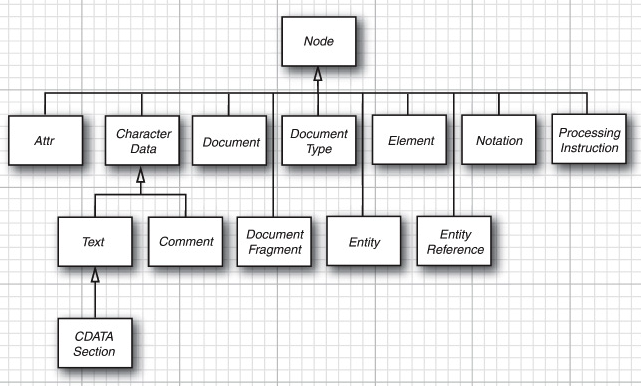 Node
Attr
Character
Data
Document
Document
Type
Element
Notation
Processing
Instruction
Text
Comment
Document
Fragment
Entity
Entity
Reference
CDATA
Section